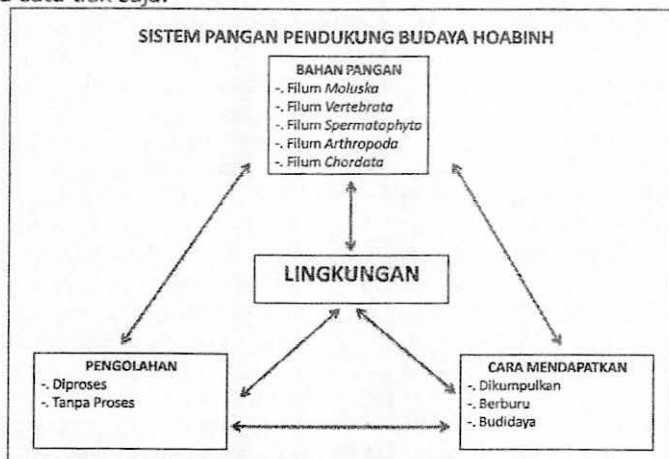 SISTEM PANGAN PENDUKUNG BUDAYA HOABINH
BAHAN PANGAN
-. Filum Moluska
-. Filum Vertebrata
-. Filum Spermatophyta
-. Filum Arthropoda
-. Filum Chordata
LINGKUNGAN
PENGOLAHAN
-. Diproses
-. Tanpa Proses
CARA MENDAPATKAN
-. Dikumpulkan
-. Berburu
-. Budidaya